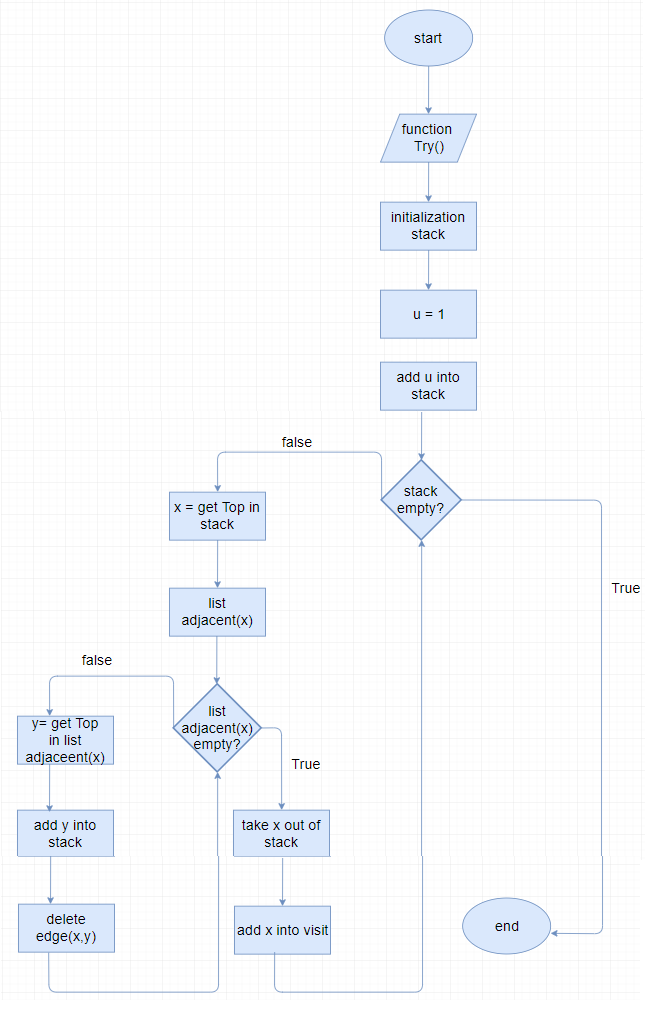 start
function
Try()
initialization
stack
u = 1
add u into
stack
false
stack
empty?
x = get Top in
stack
True
list
adjacent(x)
false
list
adjacent(x)
empty?
y= get Top
in list
adjaceent(x)
True
add y into
stack
take x out of
stack
delete
edge(x,y)
add x into visit
end